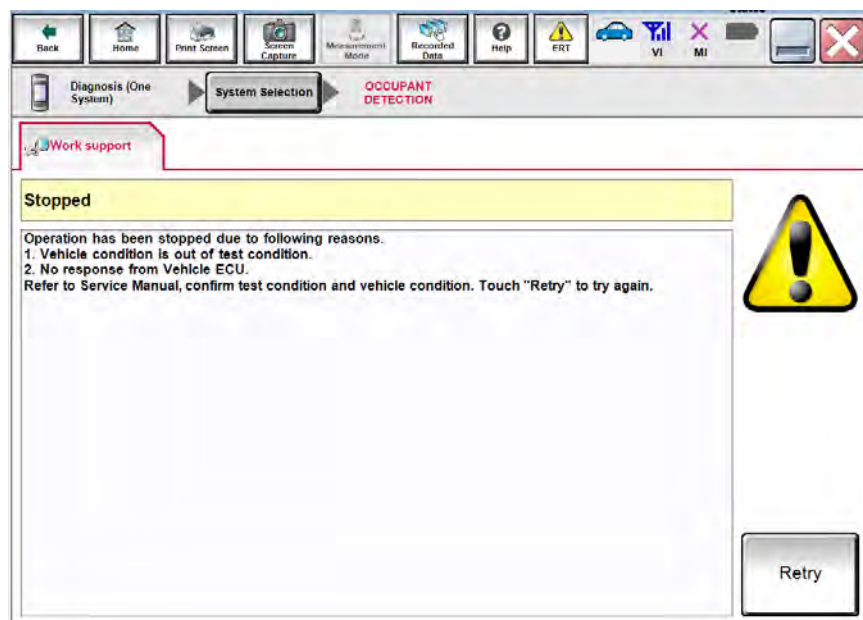 Back
Home
Print Screen
Screen
Capture
Measurement
Mode
Recorded
Data
Help
ERT
VI
MI
Diagnosis (One
System)
System Selection
OCCUPANT
DETECTION
Work support
Stopped
Operation has been stopped due to following reasons.
1. Vehicle condition is out of test condition.
2. No response from Vehicle ECU.
Refer to Service Manual, confirm test condition and vehicle condition. Touch "Retry" to try again.
Retry